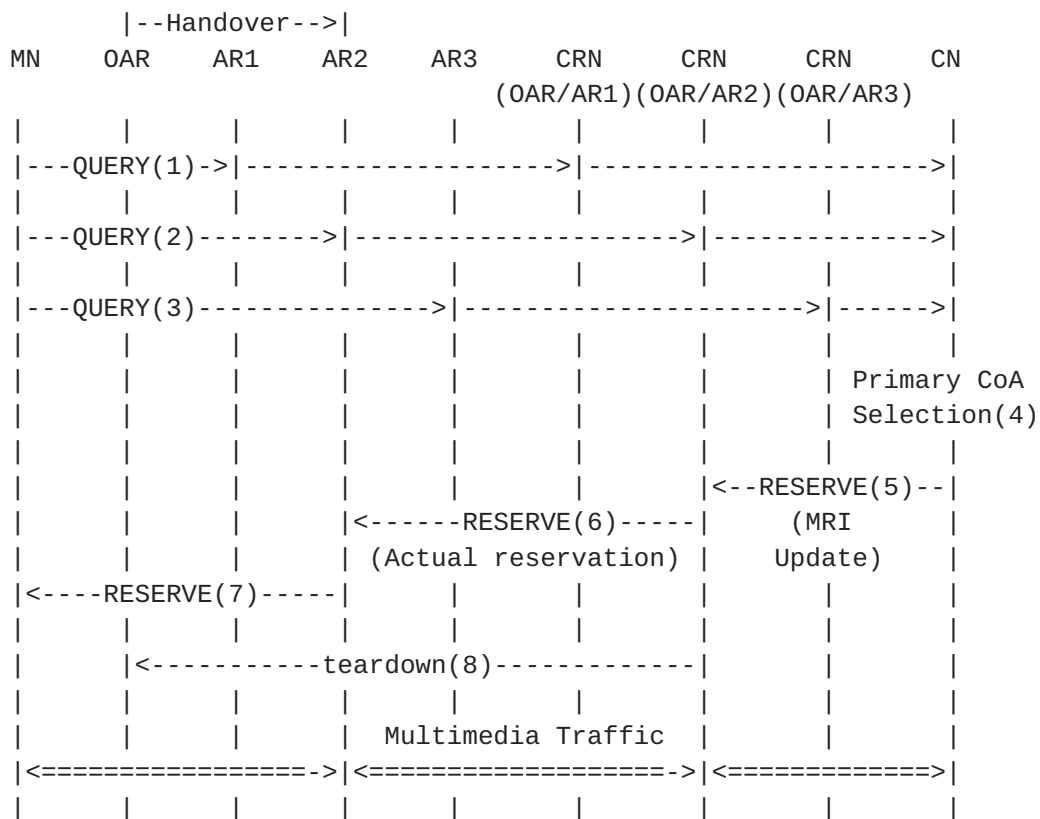 |--Handover-->|
MN OAR AR1 AR2 AR3 CRN CRN CRN CN
(OAR/AR1)(OAR/AR2)(OAR/AR3)
| | | | | | | | |
|---QUERY(1)->|-------------------->|---------------------->|
| | | | | | | | |
|---QUERY(2)-------->|--------------------->|-------------->|
| | | | | | | | |
|---QUERY(3)--------------->|---------------------->|------>|
| | | | | | | | |
| | | | | | | | Primary CoA
| | | | | | | | Selection(4)
| | | | | | | | |
| | | | | | |<--RESERVE(5)--|
| | | |<------RESERVE(6)-----| (MRI |
| | | | (Actual reservation) | Update) |
|<----RESERVE(7)-----| | | | | |
| | | | | | | | |
| |<-----------teardown(8)-------------| | |
| | | | | | | | |
| | | | Multimedia Traffic | | |
|<=================->|<===================->|<=============>|
| | | | | | | | |